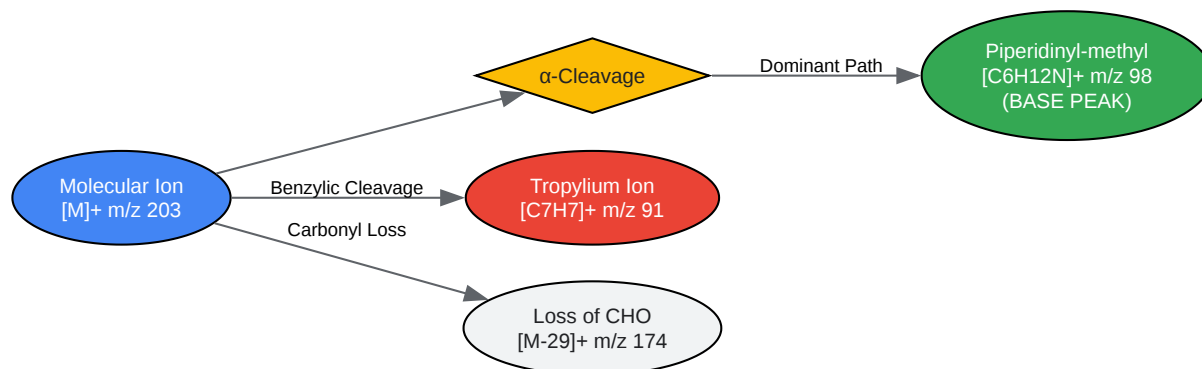 α-Cleavage
Dominant Path
Piperidinyl-methyl
[C6H12N]+ m/z 98
(BASE PEAK)
Molecular Ion
[M]+ m/z 203
Benzylic Cleavage
Tropylium Ion
[C7H7]+ m/z 91
Carbonyl Loss
Loss of CHO
[M-29]+ m/z 174